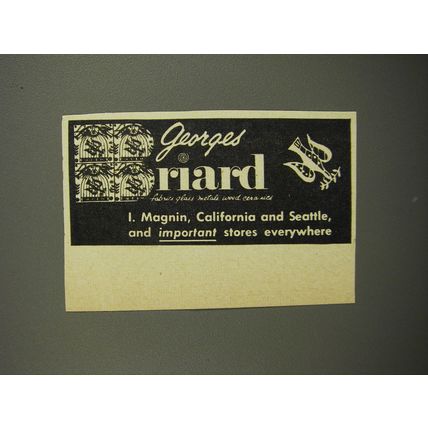 Georges
Briard
fabrics glass metals wood ceramics
I. Magnin, California and Seattle,
and important stores everywhere